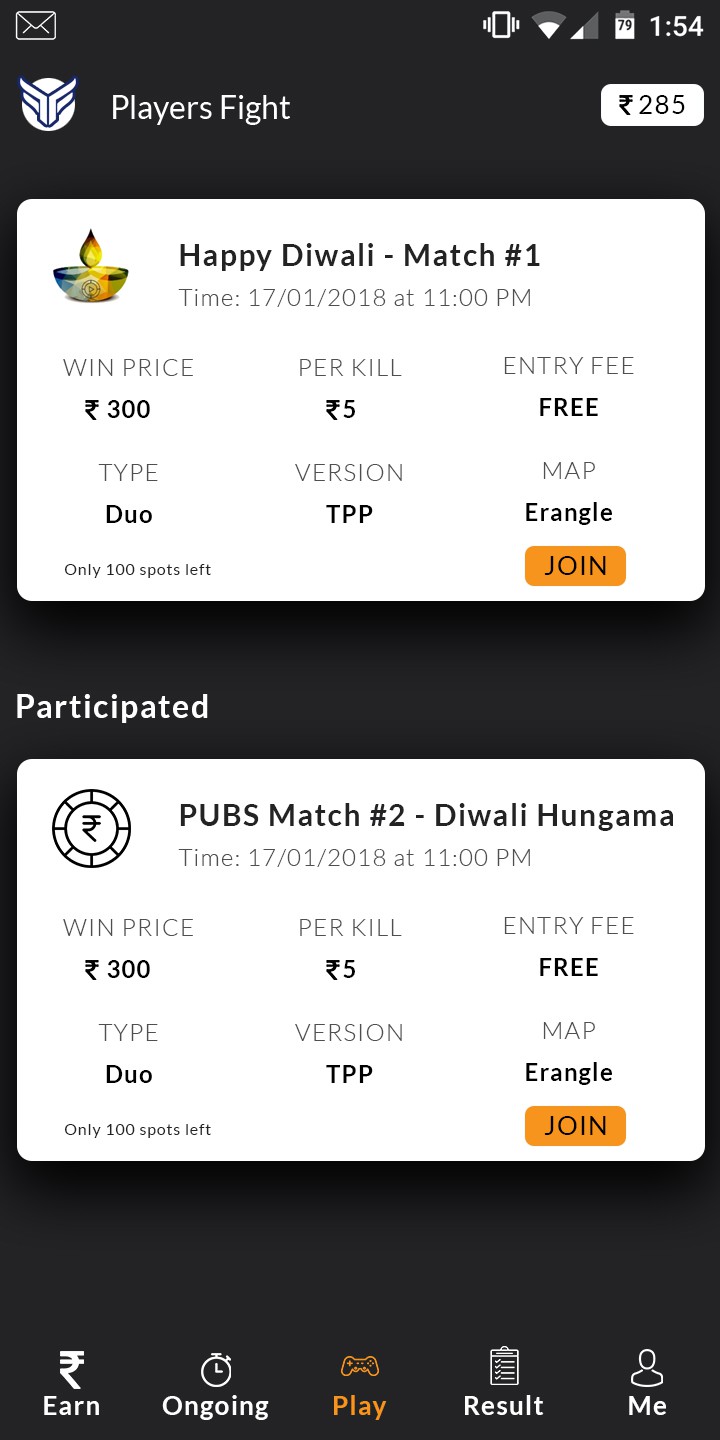 79 1:54
Players Fight ₹ 285
Happy Diwali - Match #1
Time: 17/01/2018 at 11:00 PM
WIN PRICE PER KILL ENTRY FEE
₹ 300 ₹5 FREE
TYPE VERSION MAP
Duo TPP Erangle
Only 100 spots left JOIN
Participated
₹
PUBS Match #2 - Diwali Hungama
Time: 17/01/2018 at 11:00 PM
WIN PRICE PER KILL ENTRY FEE
₹ 300 ₹5 FREE
TYPE VERSION MAP
Duo TPP Erangle
Only 100 spots left JOIN
₹
Earn Ongoing Play Result Me